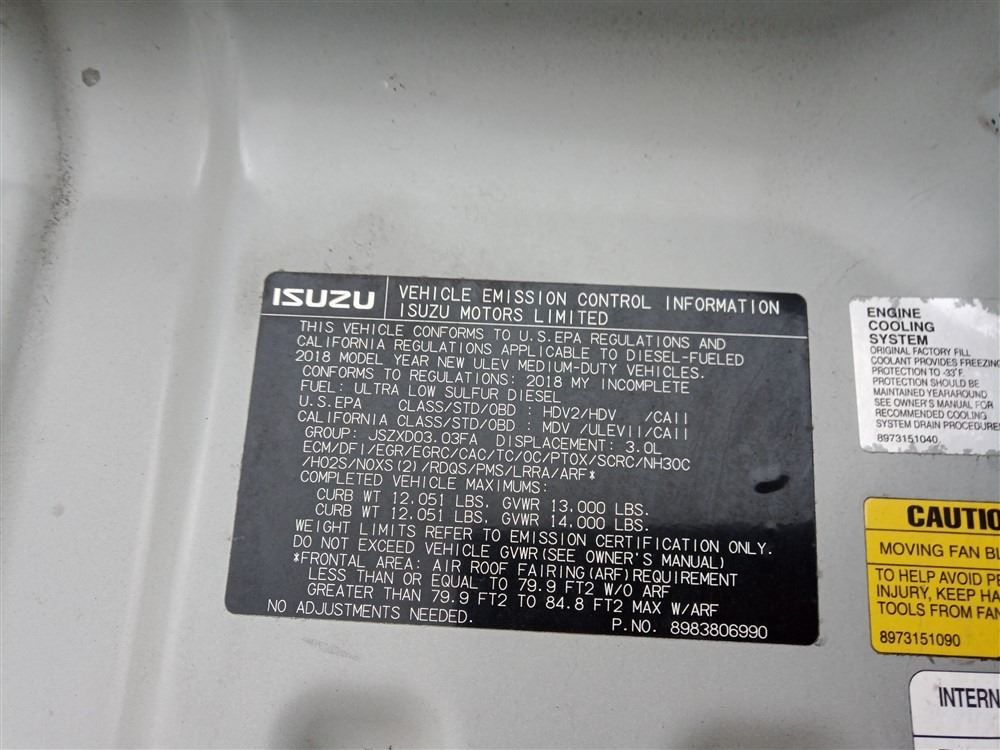 ISUZU
VEHICLE EMISSION CONTROL INFORMATION
ISUZU MOTORS LIMITED
THIS VEHICLE CONFORMS TO U.S.EPA REGULATIONS AND
CALIFORNIA REGULATIONS APPLICABLE TO DIESEL-FUELED
2018 MODEL YEAR NEW ULEV MEDIUM-DUTY VEHICLES.
CONFORMS TO REGULATIONS: 2018 MY INCOMPLETE
FUEL: ULTRA LOW SULFUR DIESEL
U.S.EPA CLASS/STD/OBD : HDV2/HDV /CAII
CALIFORNIA CLASS/STD/OBD : MDV /ULEVII/CAII
GROUP: JSZXD03.03FA DISPLACEMENT: 3.0L
ECM/DFI/EGR/EGRC/CAC/TC/OC/PTOX/SCRC/NH3OC
/HO2S/NOXS(2)/RDQS/PMS/LRRA/ARF*
COMPLETED VEHICLE MAXIMUMS:
CURB WT 12.051 LBS. GVWR 13.000 LBS.
CURB WT 12.051 LBS. GVWR 14.000 LBS.
WEIGHT LIMITS REFER TO EMISSION CERTIFICATION ONLY.
DO NOT EXCEED VEHICLE GVWR(SEE OWNER'S MANUAL)
*FRONTAL AREA: AIR ROOF FAIRING(ARF)REQUIREMENT
LESS THAN OR EQUAL TO 79.9 FT2 W/O ARF
GREATER THAN 79.9 FT2 TO 84.8 FT2 MAX W/ARF
NO ADJUSTMENTS NEEDED.
P.NO. 8983806990
ENGINE
COOLING
SYSTEM
ORIGINAL FACTORY FILL
COOLANT PROVIDES FREEZING
PROTECTION TO -33°F.
PROTECTION SHOULD BE
MAINTAINED YEARAROUND
SEE OWNER'S MANUAL FOR
RECOMMENDED COOLING
SYSTEM DRAIN PROCEDURE
8973151040
CAUTIO
MOVING FAN BL
TO HELP AVOID PE
INJURY, KEEP HA
TOOLS FROM FAN
8973151090
INTERN